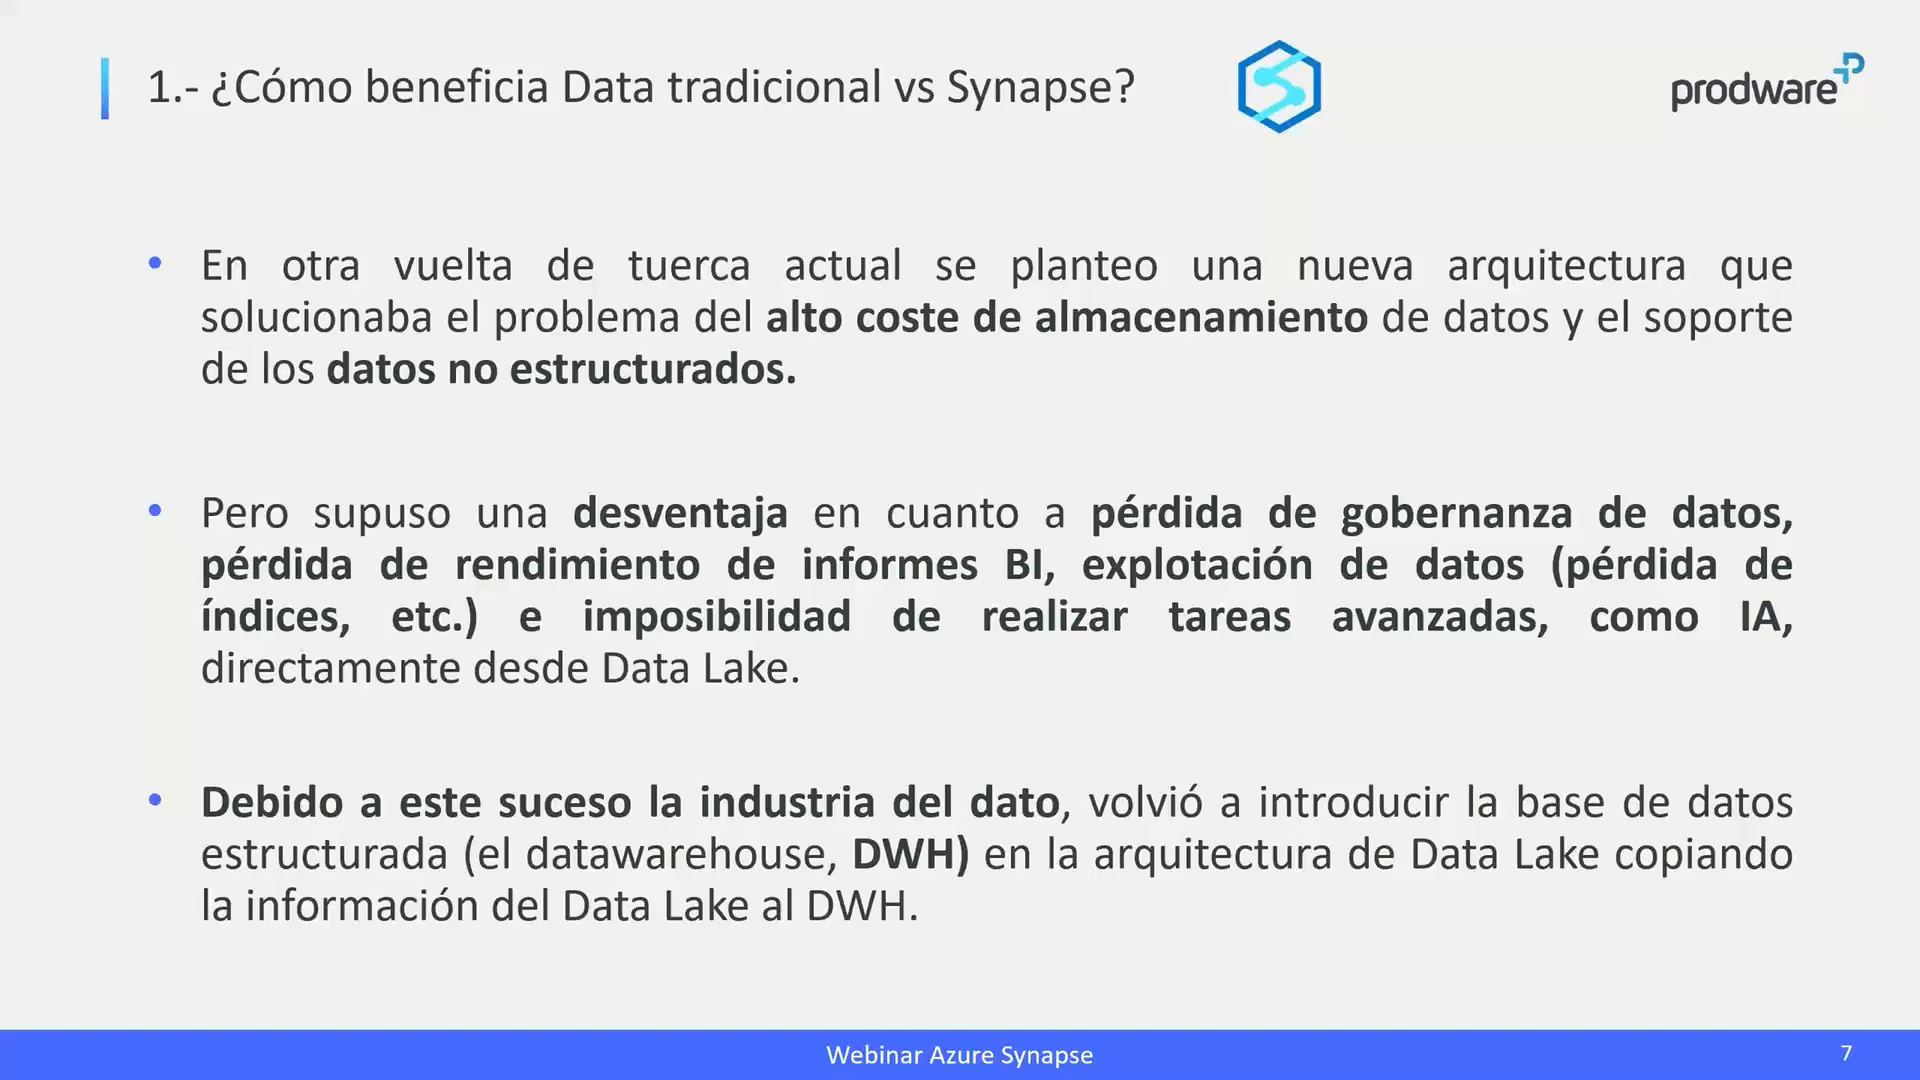 1.- ¿Cómo beneficia Data tradicional vs Synapse?
prodware
• En otra vuelta de tuerca actual se planteo una nueva arquitectura que
solucionaba el problema del alto coste de almacenamiento de datos y el soporte
de los datos no estructurados.
• Pero supuso una desventaja en cuanto a pérdida de gobernanza de datos,
pérdida de rendimiento de informes BI, explotación de datos (pérdida de
índices, etc.) e imposibilidad de realizar tareas avanzadas, como IA,
directamente desde Data Lake.
• Debido a este suceso la industria del dato, volvió a introducir la base de datos
estructurada (el datawarehouse, DWH) en la arquitectura de Data Lake copiando
la información del Data Lake al DWH.
Webinar Azure Synapse
7